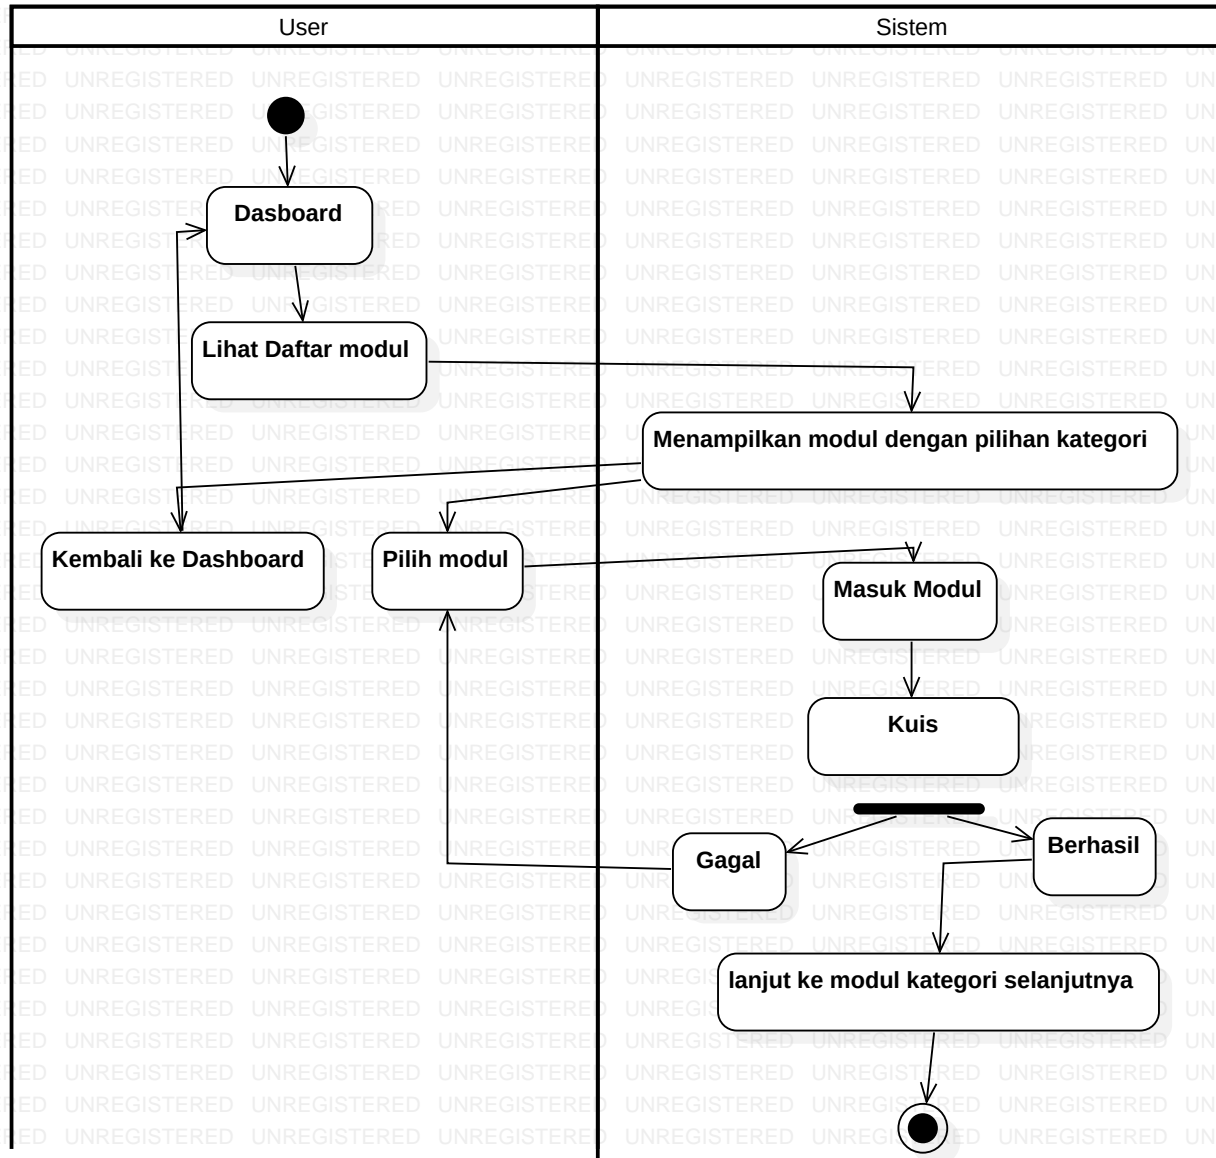 User
Sistem
Dasboard
Lihat Daftar modul
Menampilkan modul dengan pilihan kategori
Kembali ke Dashboard
Pilih modul
Masuk Modul
Kuis
Gagal
Berhasil
lanjut ke modul kategori selanjutnya
UNREGISTERED